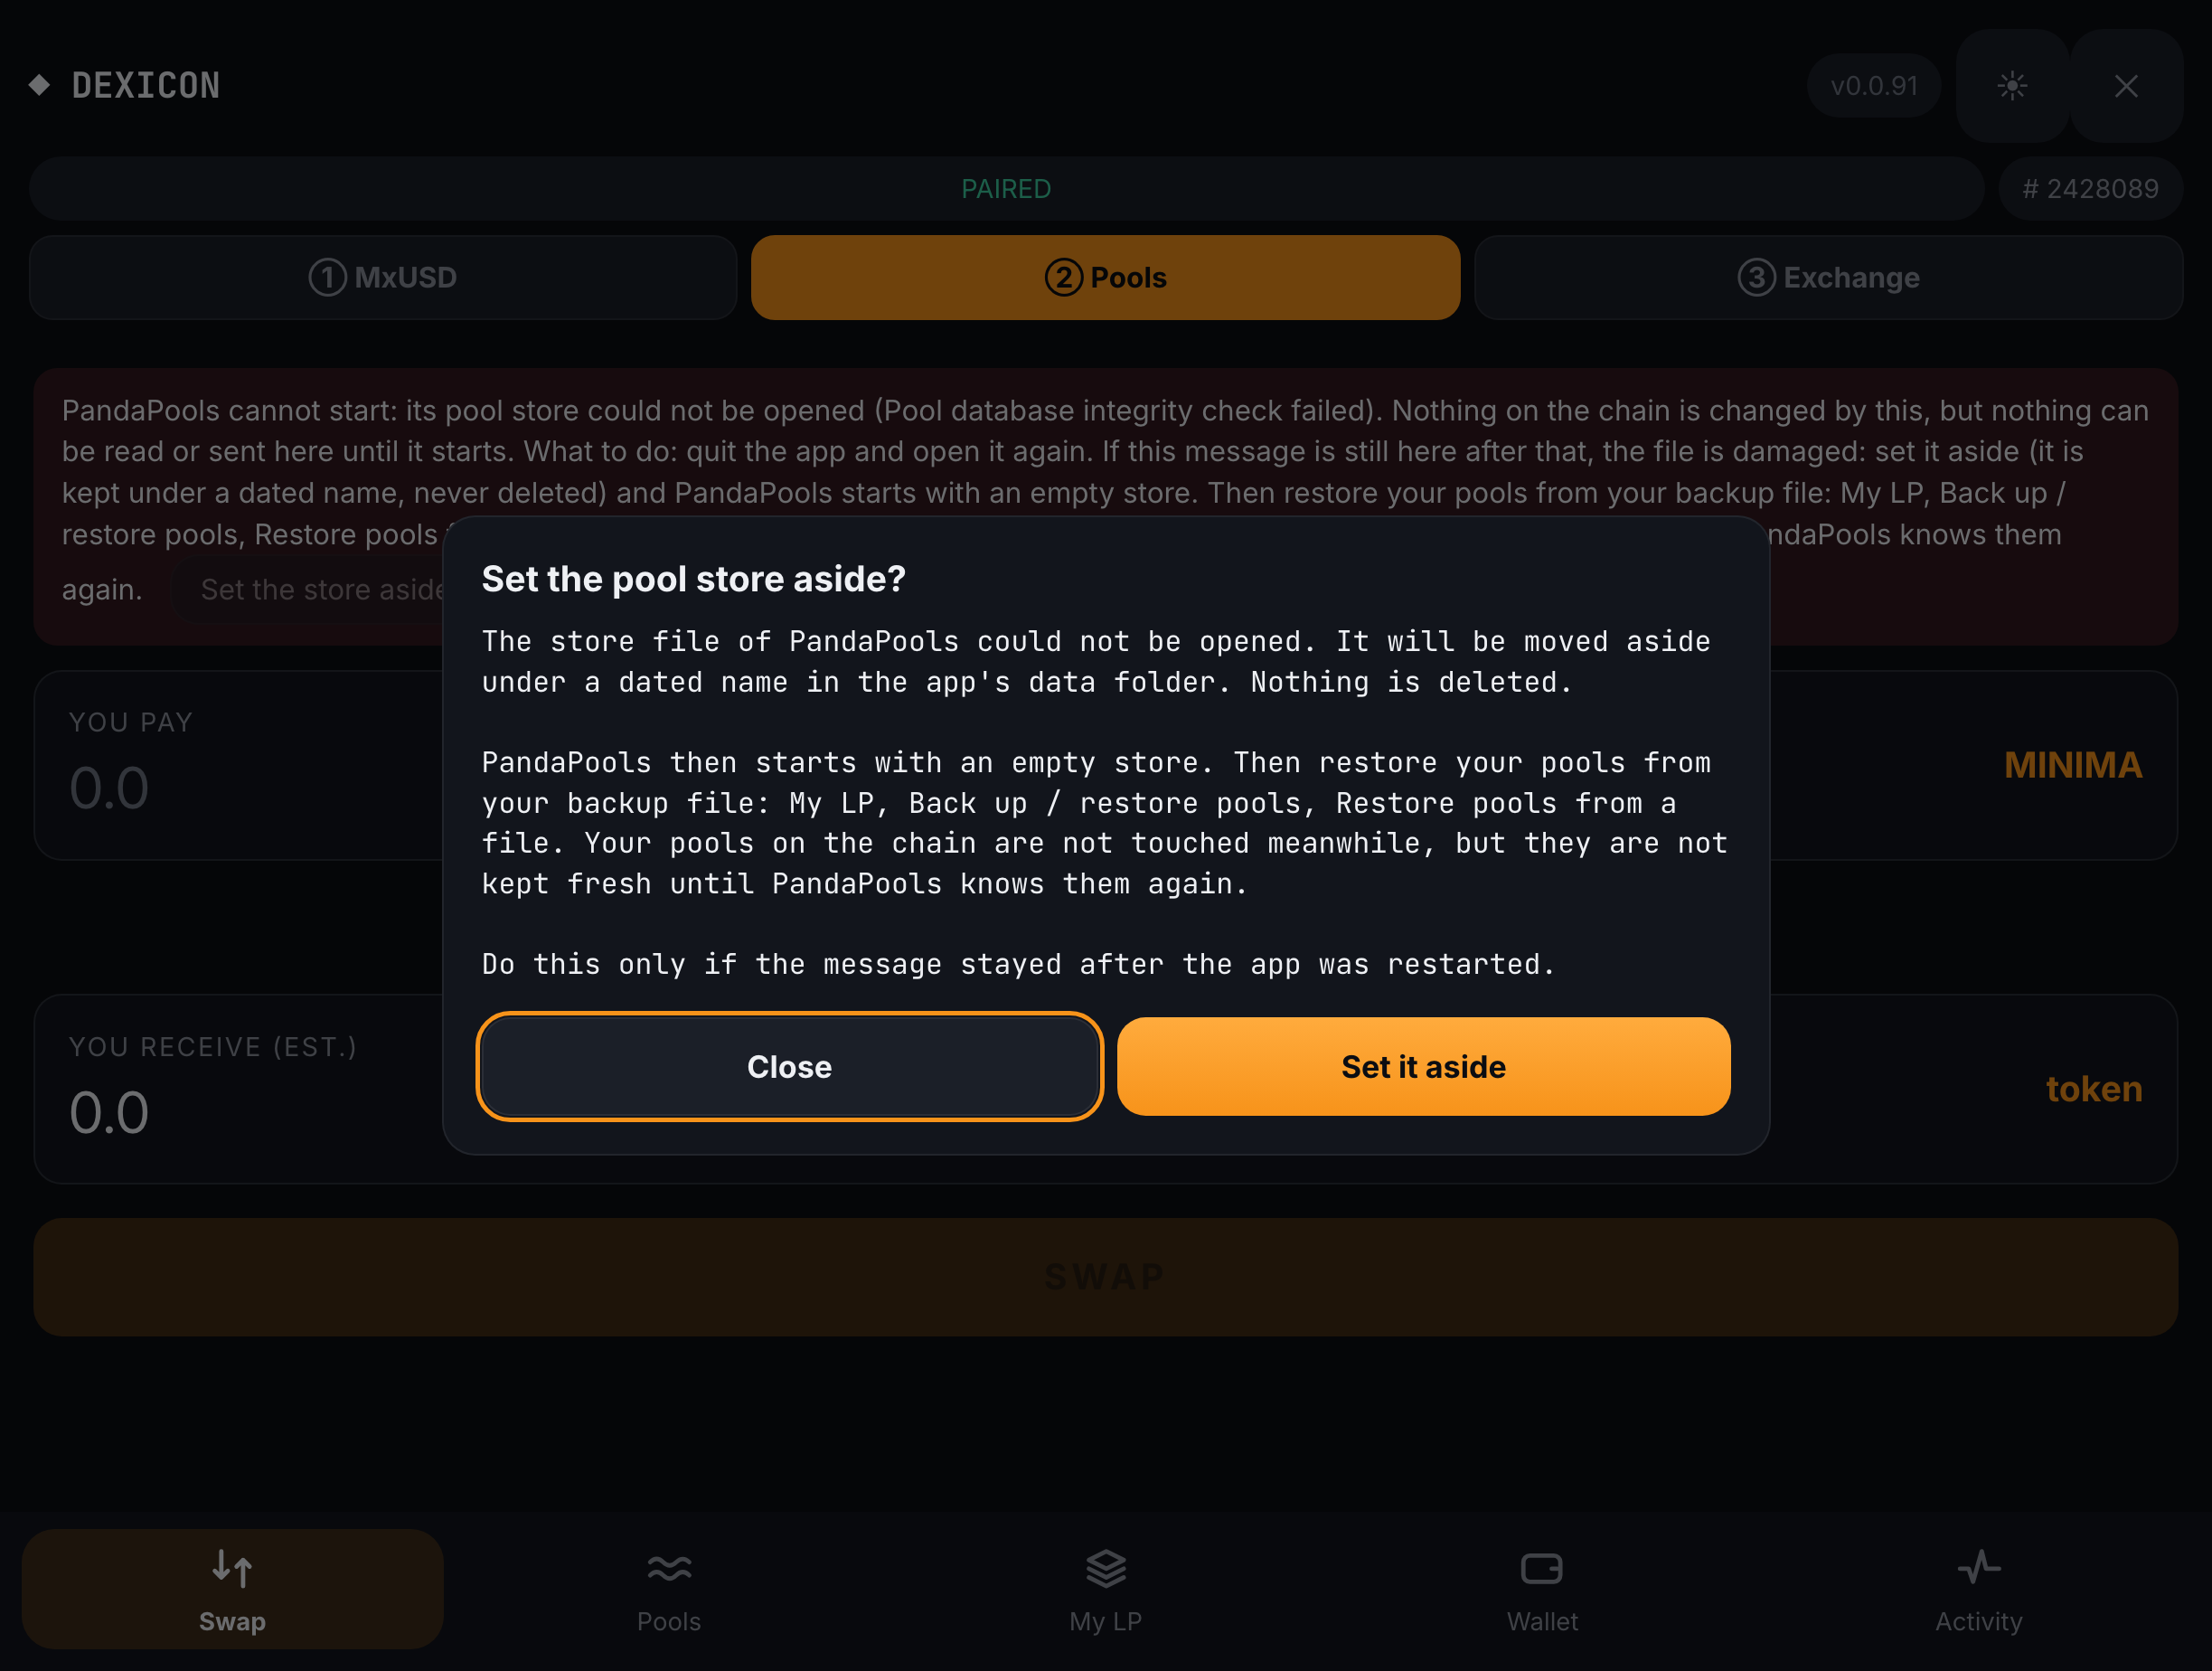 DEXICON
v0.0.91
PAIRED
# 2428089
1 MxUSD
2 Pools
3 Exchange
PandaPools cannot start: its pool store could not be opened (Pool database integrity check failed). Nothing on the chain is changed by this, but nothing can
be read or sent here until it starts. What to do: quit the app and open it again. If this message is still here after that, the file is damaged: set it aside (it is
kept under a dated name, never deleted) and PandaPools starts with an empty store. Then restore your pools from your backup file: My LP, Back up /
restore pools, Restore pools
ndaPools knows them
again.
Set the store aside
Set the pool store aside?
The store file of PandaPools could not be opened. It will be moved aside
under a dated name in the app's data folder. Nothing is deleted.
PandaPools then starts with an empty store. Then restore your pools from
your backup file: My LP, Back up / restore pools, Restore pools from a
file. Your pools on the chain are not touched meanwhile, but they are not
kept fresh until PandaPools knows them again.
Do this only if the message stayed after the app was restarted.
Close
Set it aside
YOU PAY
0.0
MINIMA
YOU RECEIVE (EST.)
0.0
token
SWAP
Swap
Pools
My LP
Wallet
Activity